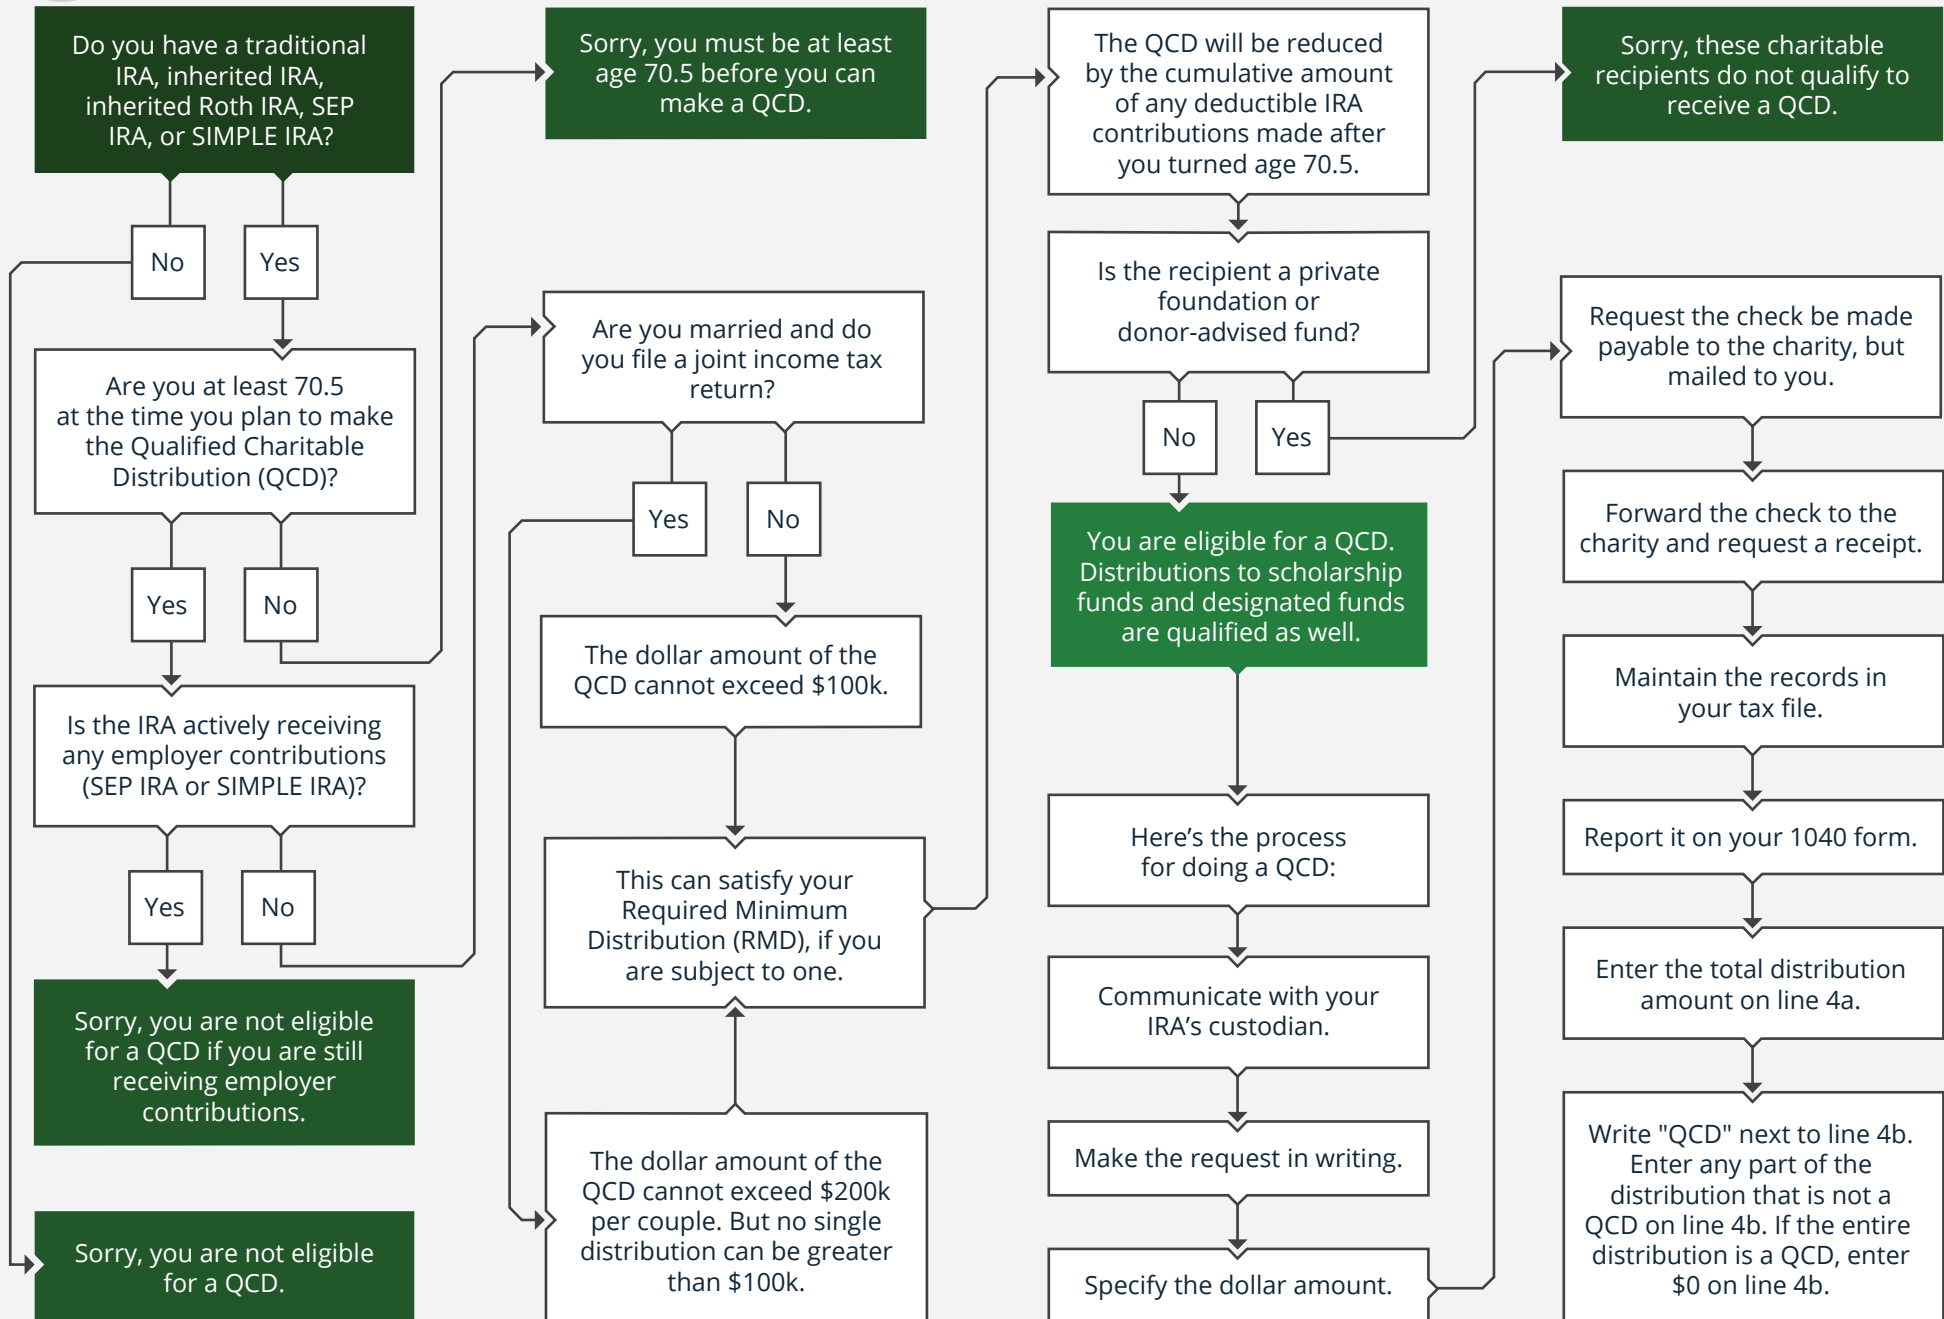 Do you have a traditional
IRA, inherited IRA,
inherited Roth IRA, SEP
IRA, or SIMPLE IRA?
No
Yes
Are you at least 70.5
at the time you plan to make
the Qualified Charitable
Distribution (QCD)?
Yes
No
Is the IRA actively receiving
any employer contributions
(SEP IRA or SIMPLE IRA)?
Yes
No
Sorry, you are not eligible
for a QCD if you are still
receiving employer
contributions.
Sorry, you are not eligible
for a QCD.
Sorry, you must be at least
age 70.5 before you can
make a QCD.
Are you married and do
you file a joint income tax
return?
Yes
No
The dollar amount of the
QCD cannot exceed $100k.
This can satisfy your
Required Minimum
Distribution (RMD), if you
are subject to one.
The dollar amount of the
QCD cannot exceed $200k
per couple. But no single
distribution can be greater
than $100k.
The QCD will be reduced
by the cumulative amount
of any deductible IRA
contributions made after
you turned age 70.5.
Is the recipient a private
foundation or
donor-advised fund?
No
Yes
You are eligible for a QCD.
Distributions to scholarship
funds and designated funds
are qualified as well.
Here’s the process
for doing a QCD:
Communicate with your
IRA’s custodian.
Make the request in writing.
Specify the dollar amount.
Sorry, these charitable
recipients do not qualify to
receive a QCD.
Request the check be made
payable to the charity, but
mailed to you.
Forward the check to the
charity and request a receipt.
Maintain the records in
your tax file.
Report it on your 1040 form.
Enter the total distribution
amount on line 4a.
Write "QCD" next to line 4b.
Enter any part of the
distribution that is not a
QCD on line 4b. If the entire
distribution is a QCD, enter
$0 on line 4b.